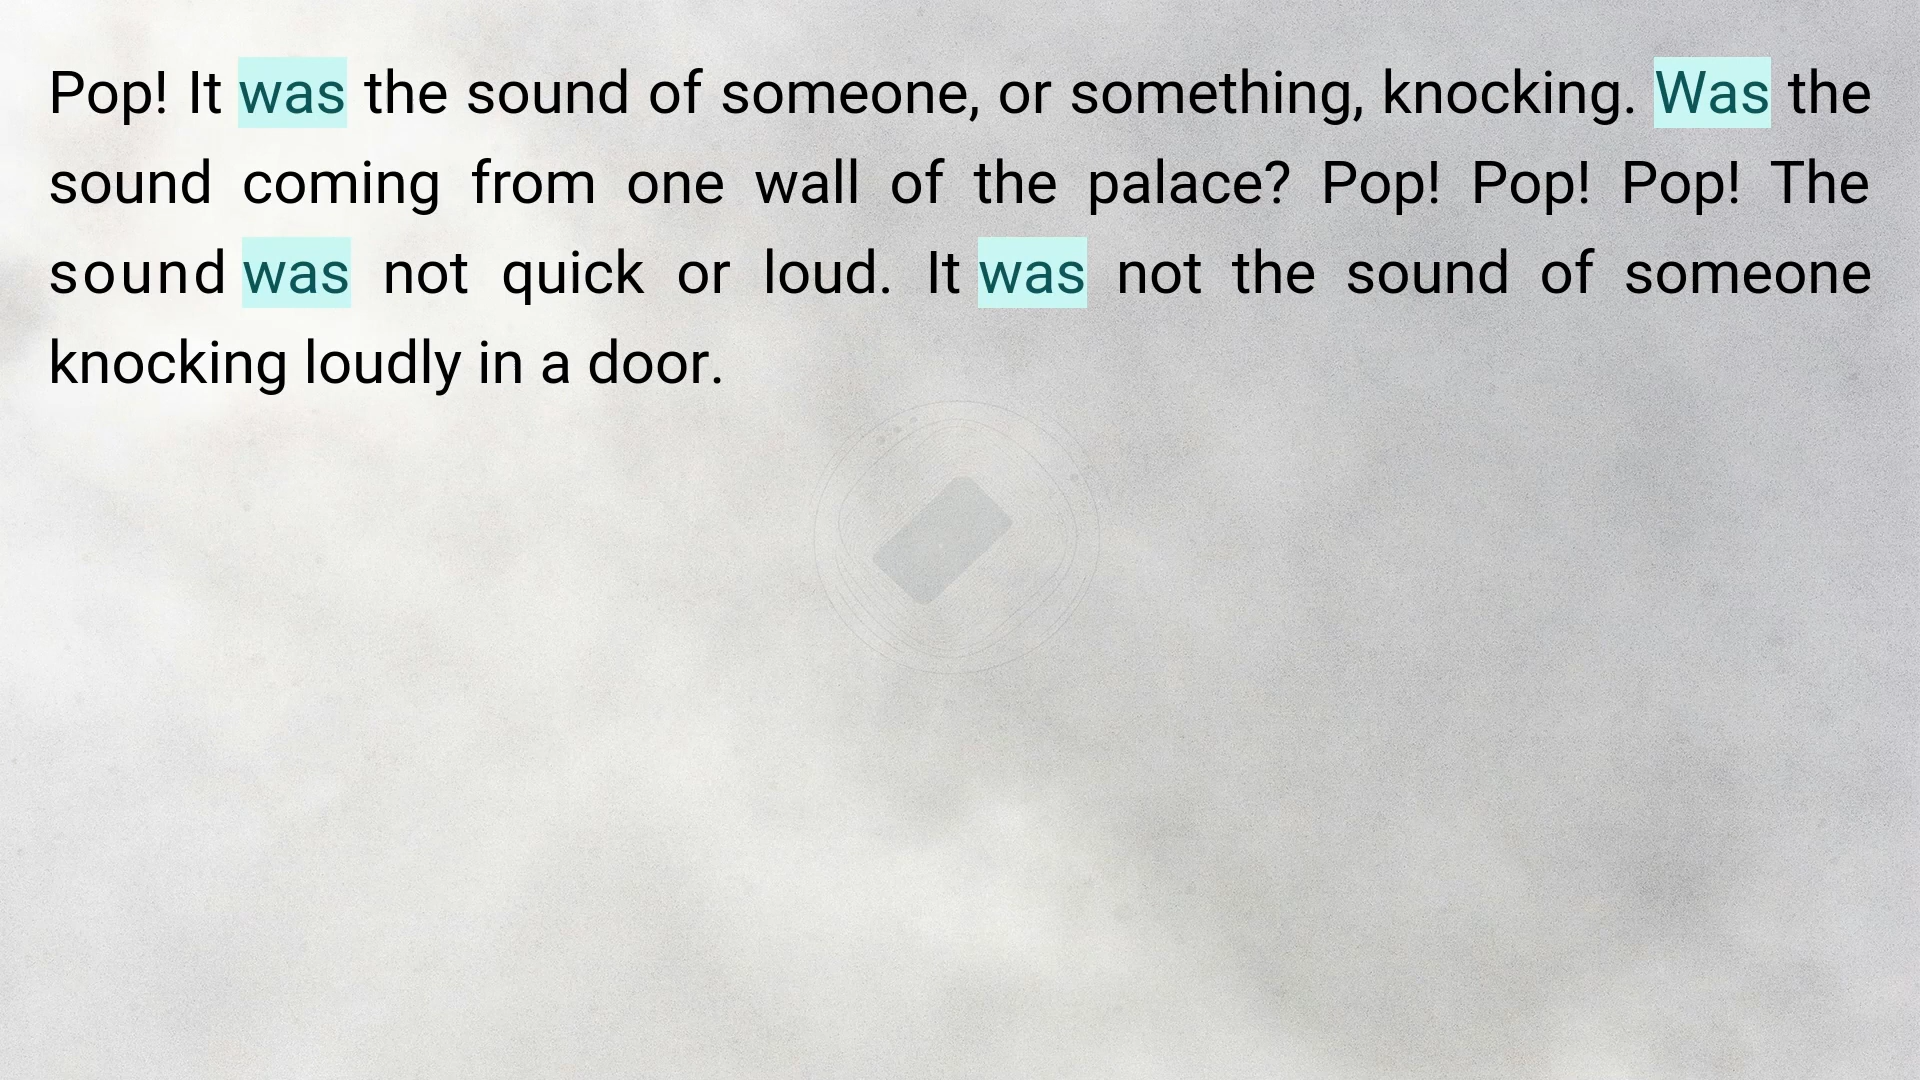 Pop! It was the sound of someone, or something, knocking. Was the
sound coming from one wall of the palace? Pop! Pop! Pop! The
sound was not quick or loud. It was not the sound of someone
knocking loudly in a door.